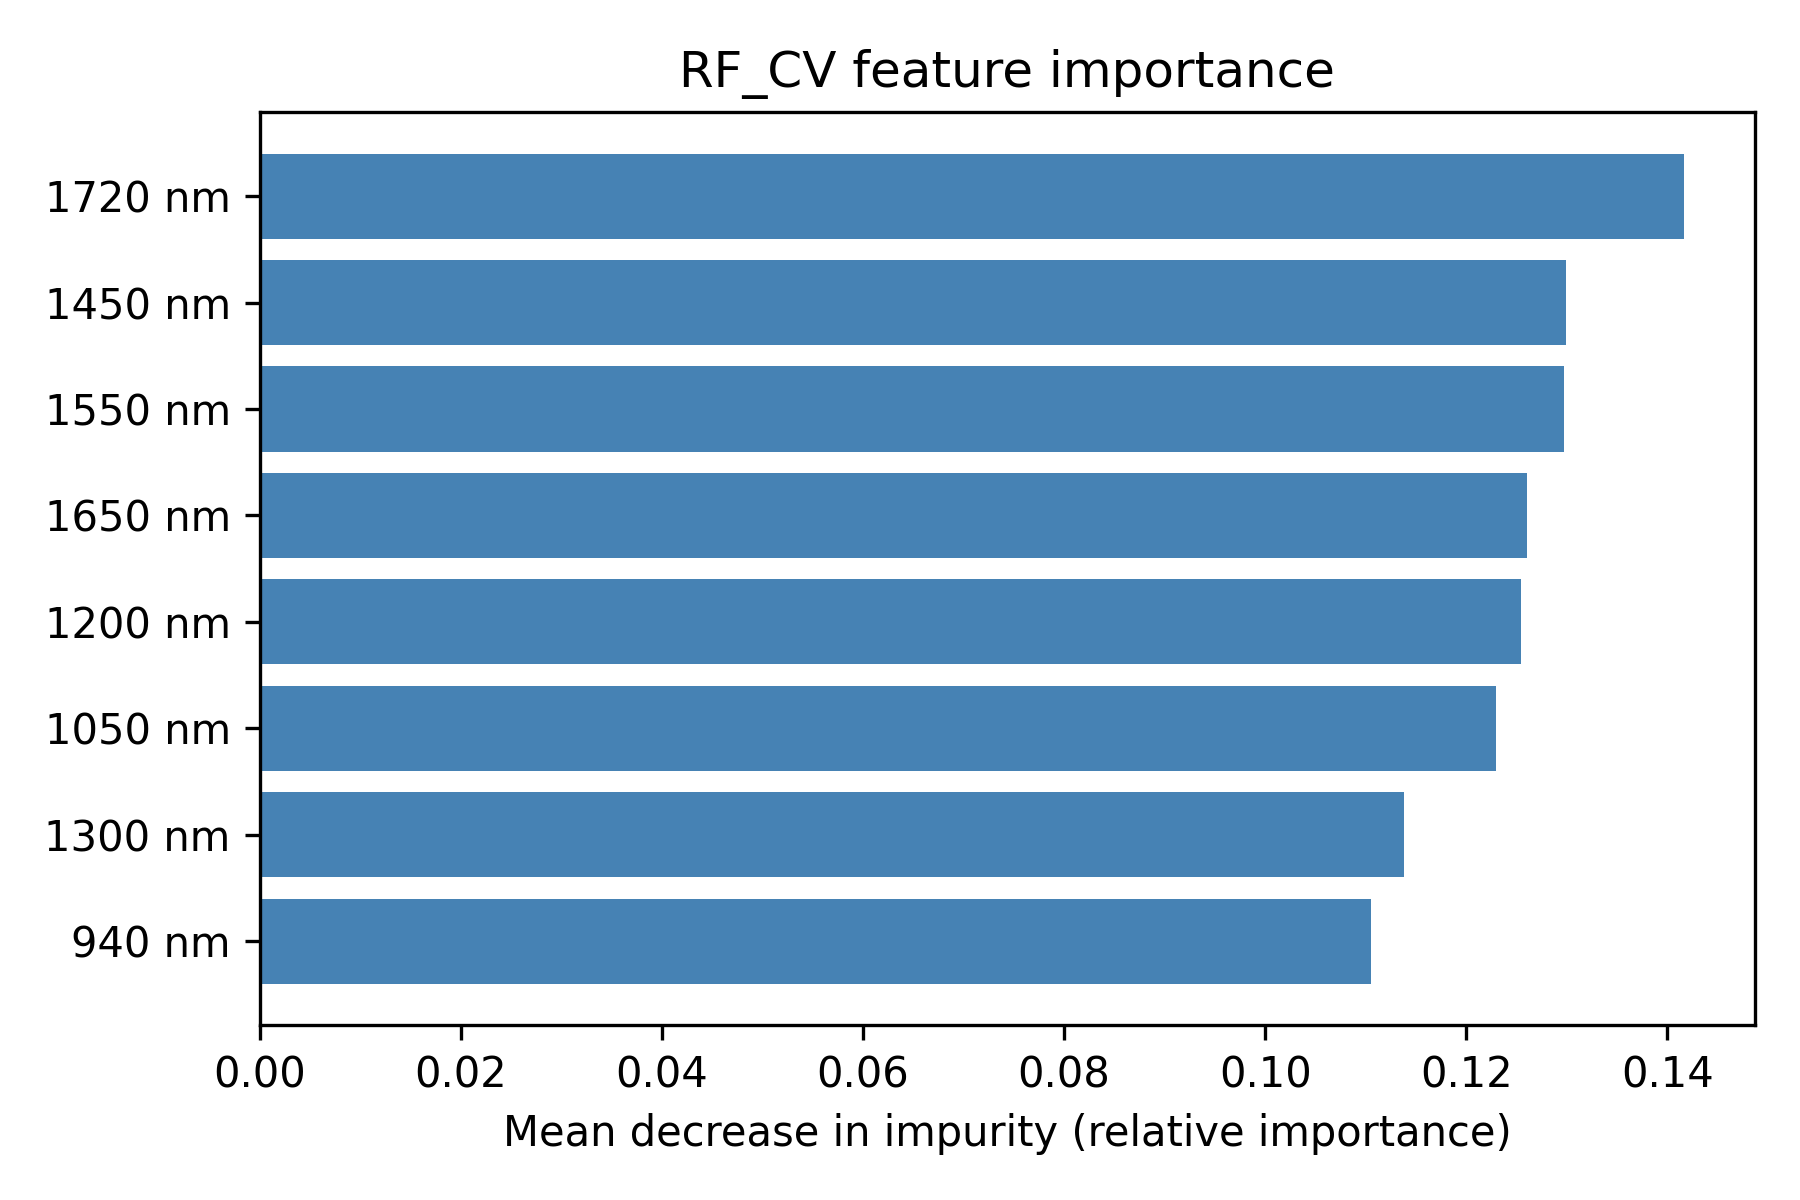 RF_CV feature importance
1720 nm
1450 nm
1550 nm
1650 nm
1200 nm
1050 nm
1300 nm
940 nm
0.00 0.02 0.04 0.06 0.08 0.10 0.12 0.14
Mean decrease in impurity (relative importance)